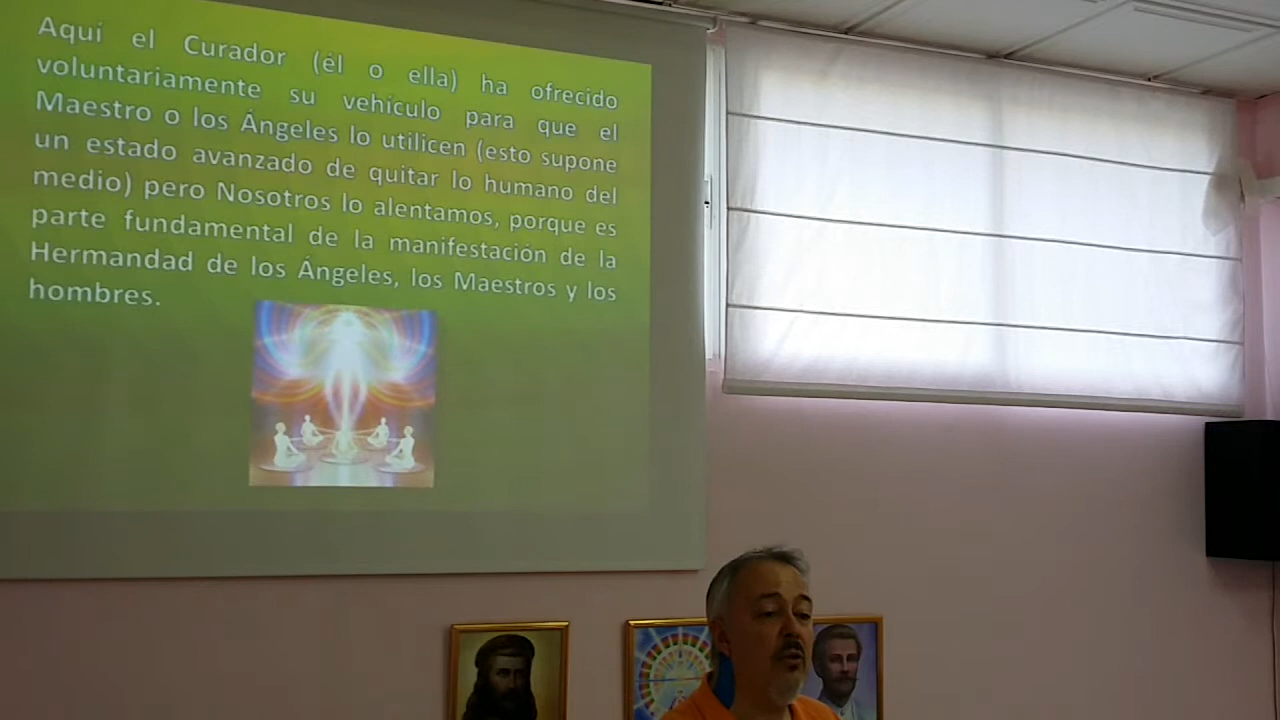 Aquí el Curador (él o ella) ha ofrecido
voluntariamente su vehículo para que el
Maestro o los Ángeles lo utilicen (esto supone
un estado avanzado de quitar lo humano del
medio) pero Nosotros lo alentamos, porque es
parte fundamental de la manifestación de la
Hermandad de los Ángeles, los Maestros y los
hombres.